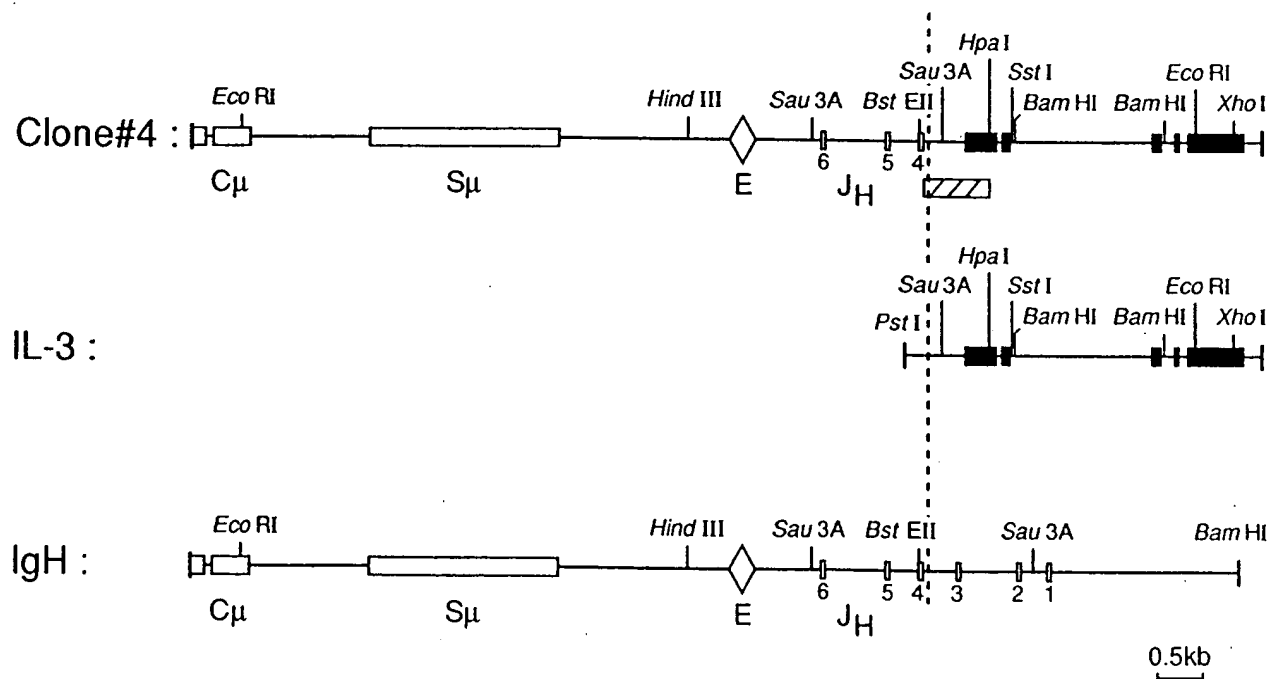 Hpa I
Sau 3A Sst I
Eco RI Hind III Sau 3A Bst EII Bam HI Bam HI Eco RI Xho I
Clone#4 :
6 5 4
Cμ Sμ E JH
Hpa I
Sau 3A Sst I Eco RI
Pst I Bam HI Bam HI Xho I
IL-3 :
Eco RI Hind III Sau 3A Bst EII Sau 3A Bam HI
IgH :
6 5 4 3 2 1
Cμ Sμ E JH
0.5kb